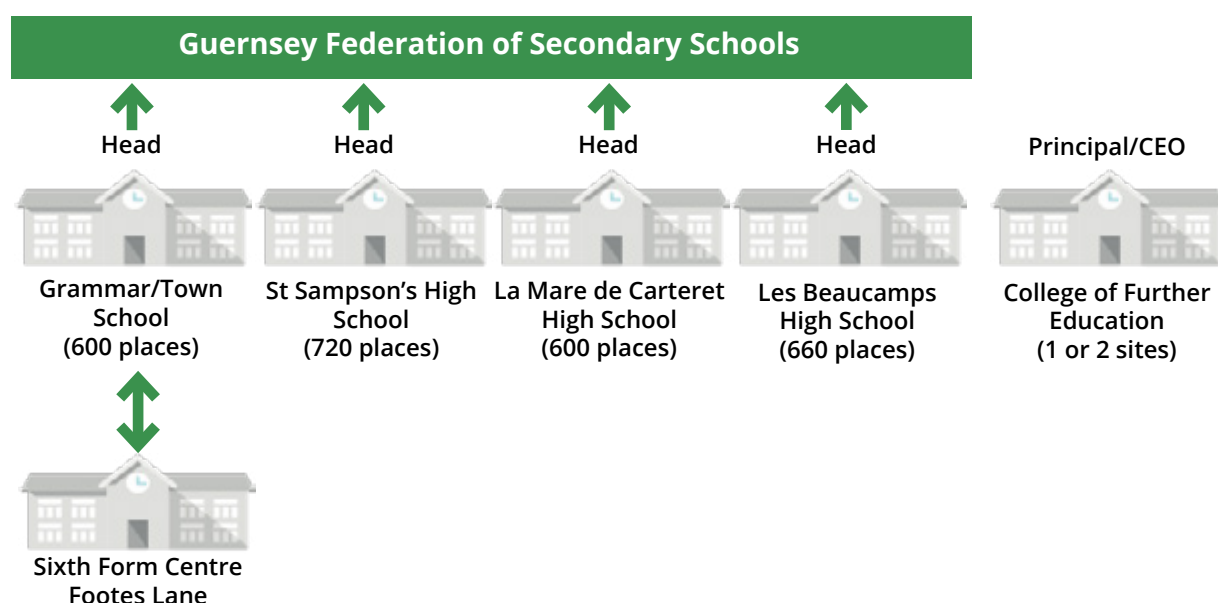 Guernsey Federation of Secondary Schools
Head
Head
Head
Head
Principal/CEO
Grammar/Town
School
(600 places)
St Sampson's High
School
(720 places)
La Mare de Carteret
High School
(600 places)
Les Beaucamps
High School
(660 places)
College of Further
Education
(1 or 2 sites)
Sixth Form Centre
Footes Lane